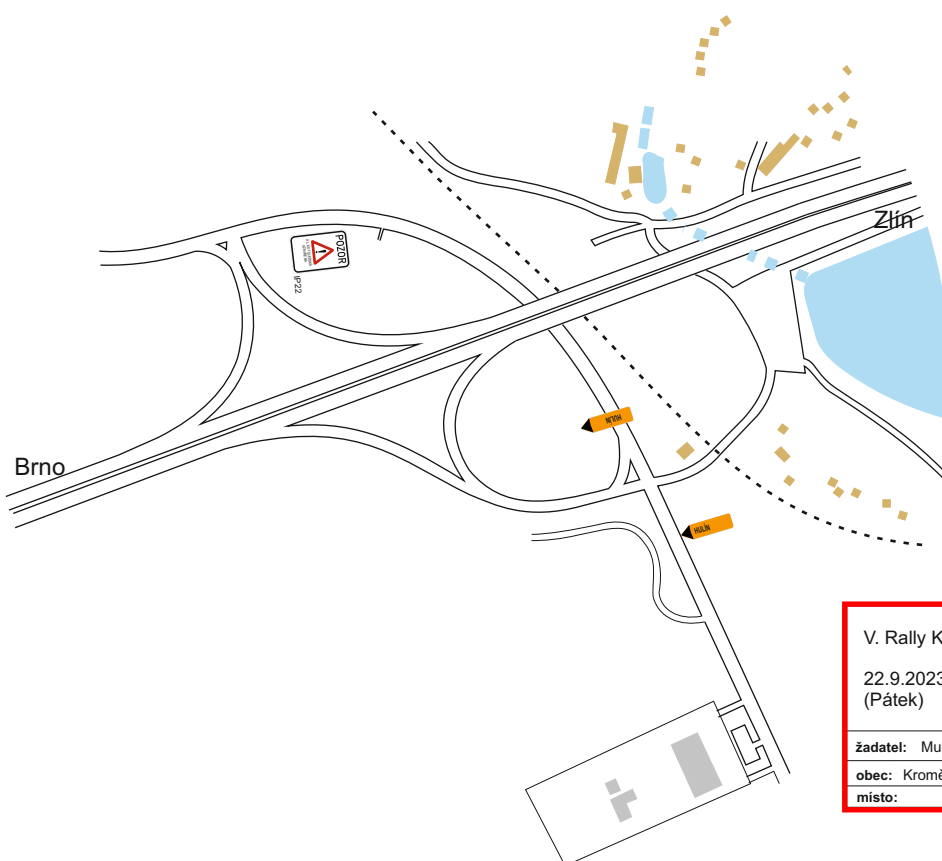 Zlín
POZOR
IP22
HULÍN
Brno
HULÍN
V. Rally K
22.9.2023
(Pátek)
žadatel: Mu
obec: Kromě
místo: